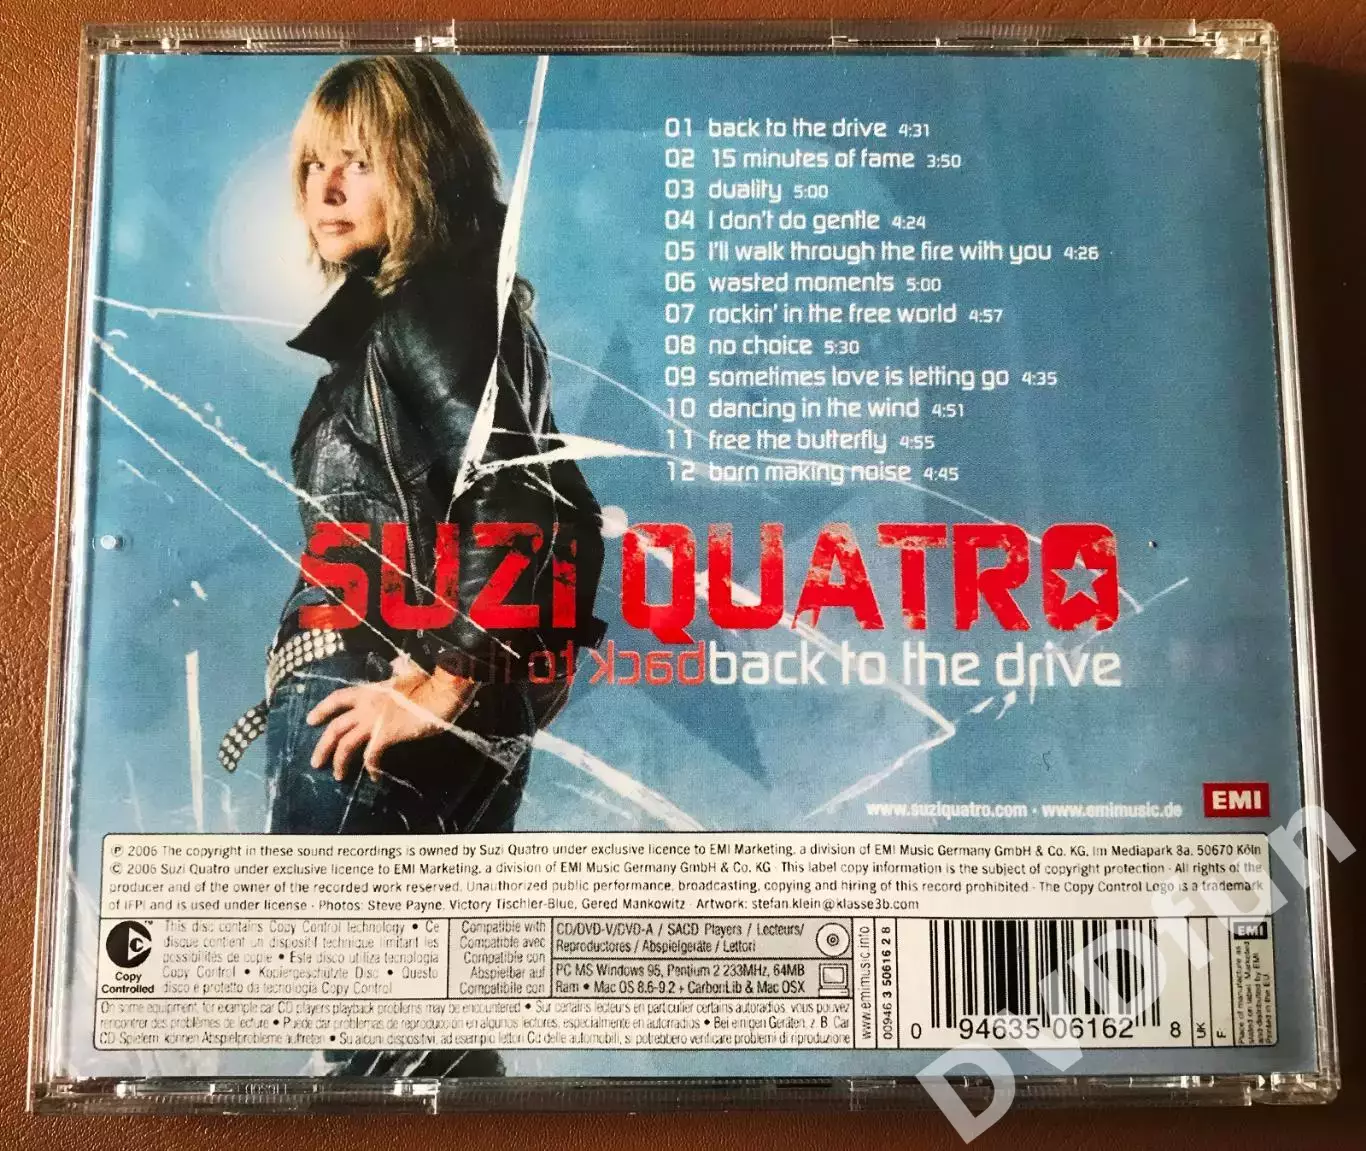 01 back to the drive 4:31
02 15 minutes of fame 3:50
03 duality 5:00
04 I don't do gentle 4:24
05 I'll walk through the fire with you 4:26
06 wasted moments 5:00
07 rockin' in the free world 4:57
08 no choice 5:30
09 sometimes love is letting go 4:35
10 dancing in the wind 4:51
11 free the butterfly 4:55
12 born making noise 4:45
SUZI QUATRO
back to the drive
www.suziquatro.com · www.emimusic.de
EMI
℗ 2006 The copyright in these sound recordings is owned by Suzi Quatro under exclusive licence to EMI Marketing, a division of EMI Music Germany GmbH & Co. KG, Im Mediapark 8a, 50670 Köln
© 2006 Suzi Quatro under exclusive licence to EMI Marketing, a division of EMI Music Germany GmbH & Co. KG · This label copy information is the subject of copyright protection · All rights of the
producer and of the owner of the recorded work reserved. Unauthorized public performance, broadcasting, copying and hiring of this record prohibited · The Copy Control Logo is a trademark
of IFPI and is used under license · Photos: Steve Payne, Victory Tischler-Blue, Gered Mankowitz · Artwork: stefan.klein@klasse3b.com
Copy
Controlled
This disc contains Copy Control technology • Ce
disque contient un dispositif technique limitant les
possibilités de copie • Este disco utiliza tecnologia
Copy Control • Kopiergeschützte Disc • Questo
disco è protetto da tecnologia Copy Control
Compatible with
Compatible avec
Compatible con
Abspielbar auf
Compatibile con
CD/DVD-V/DVD-A / SACD Players / Lecteurs/
Reproductores / Abspielgeräte / Lettori
PC MS Windows 95, Pentium 2 233MHz, 64MB
Ram • Mac OS 8.6-9.2 + CarbonLib & Mac OSX
On some equipment, for example car CD players, playback problems may be encountered • Sur certains lecteurs en particulier certains autoradios, vous pourriez
rencontrer des problèmes de lecture • Puede dar problemas de reproducción en algunos lectores, especialmente en autorradios • Bei einigen Geräten, z. B. Car
CD Spielern können Abspielprobleme auftreten • Su alcuni dispositivi, ad esempio lettori Cd delle automobili, si potrebbero verificare problemi di riproduzione
www.emimusic.info
00946 3 506162 8
0 94635 06162 8
UK:
F:
EMI
DVDfun